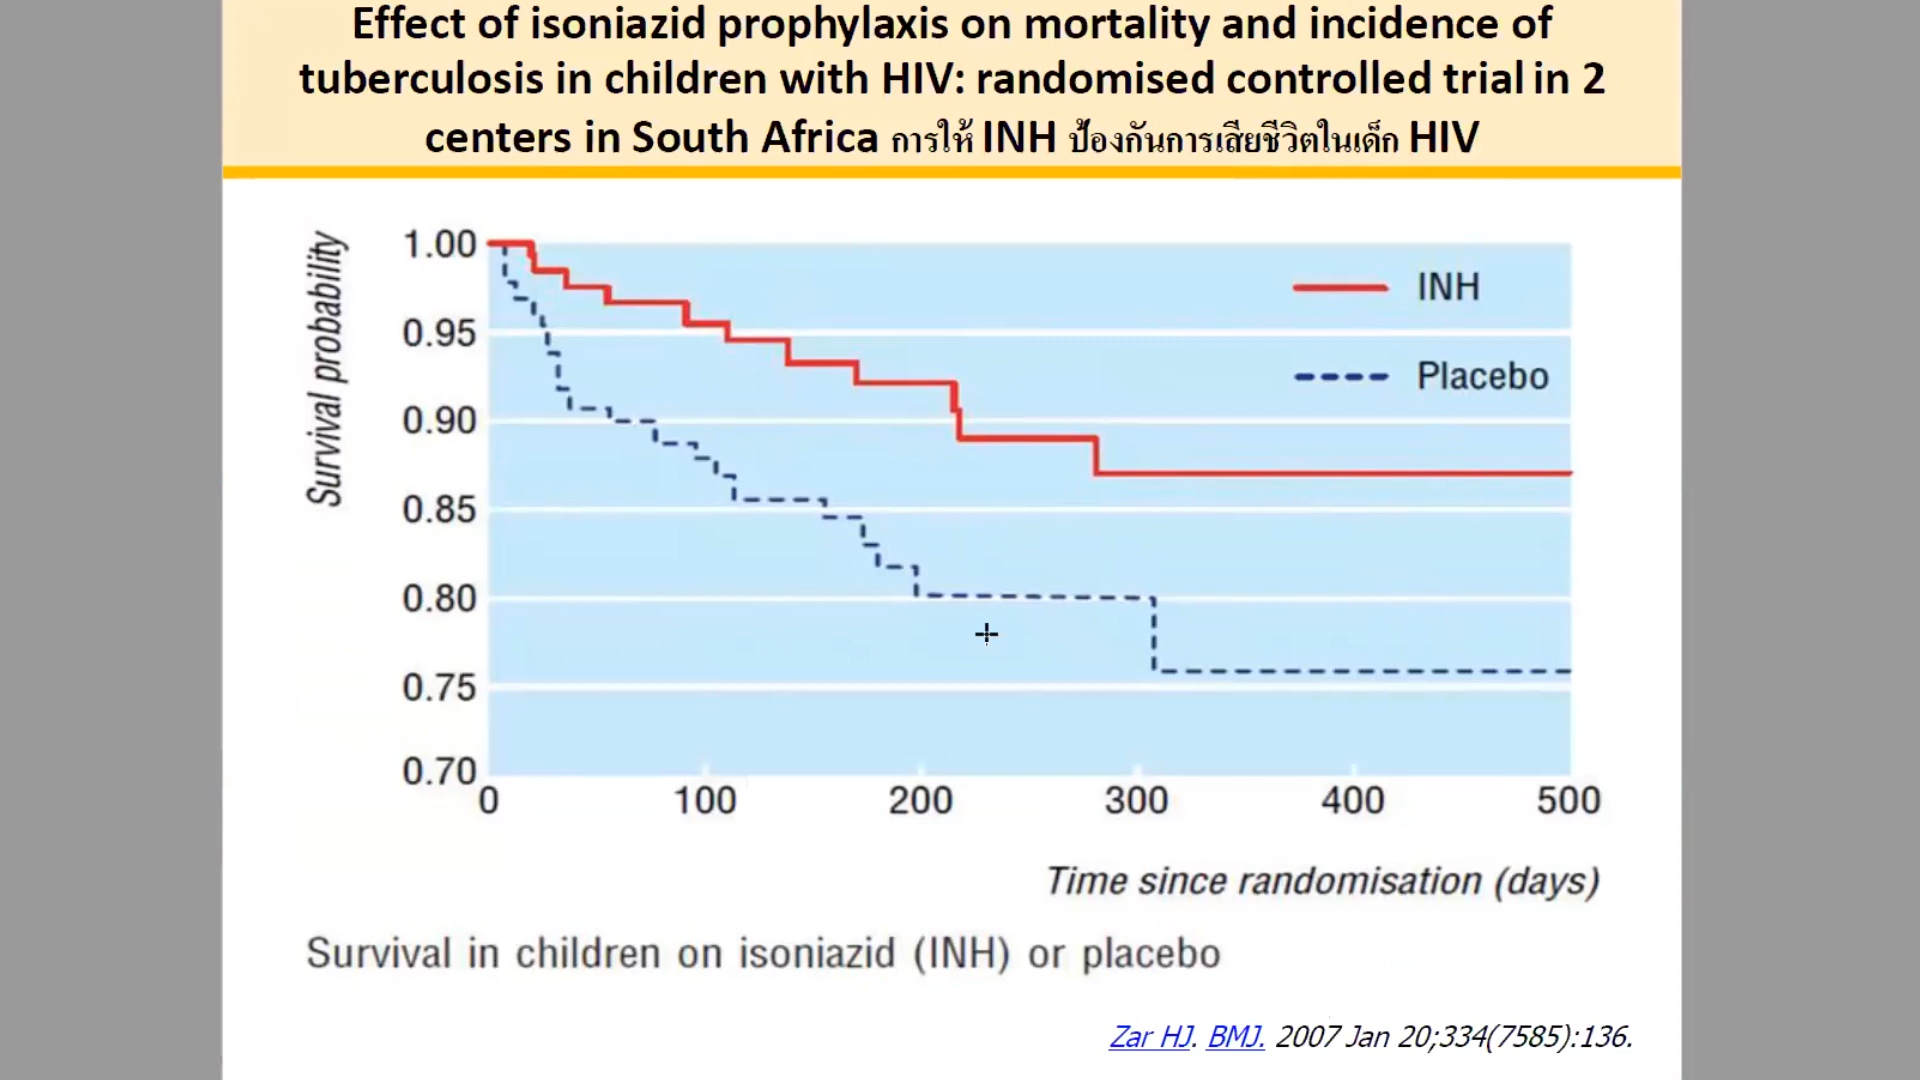 Effect of isoniazid prophylaxis on mortality and incidence of
tuberculosis in children with HIV: randomised controlled trial in 2
centers in South Africa การให้ INH ป้องกันการเสียชีวิตในเด็ก HIV
Survival probability
1.00
0.95
0.90
0.85
0.80
0.75
0.70
INH
Placebo
0 100 200 300 400 500
Time since randomisation (days)
Survival in children on isoniazid (INH) or placebo
Zar HJ. BMJ. 2007 Jan 20;334(7585):136.